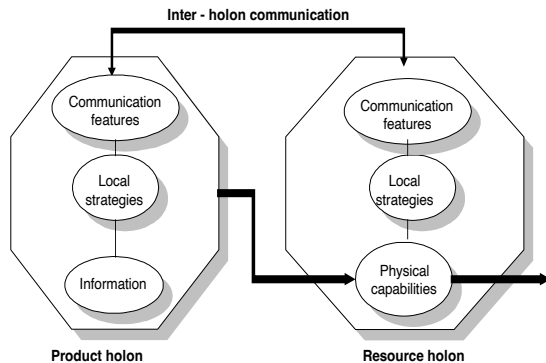 Inter - holon communication
Communication
features
Local
strategies
Information
Product holon
Communication
features
Local
strategies
Physical
capabilities
Resource holon